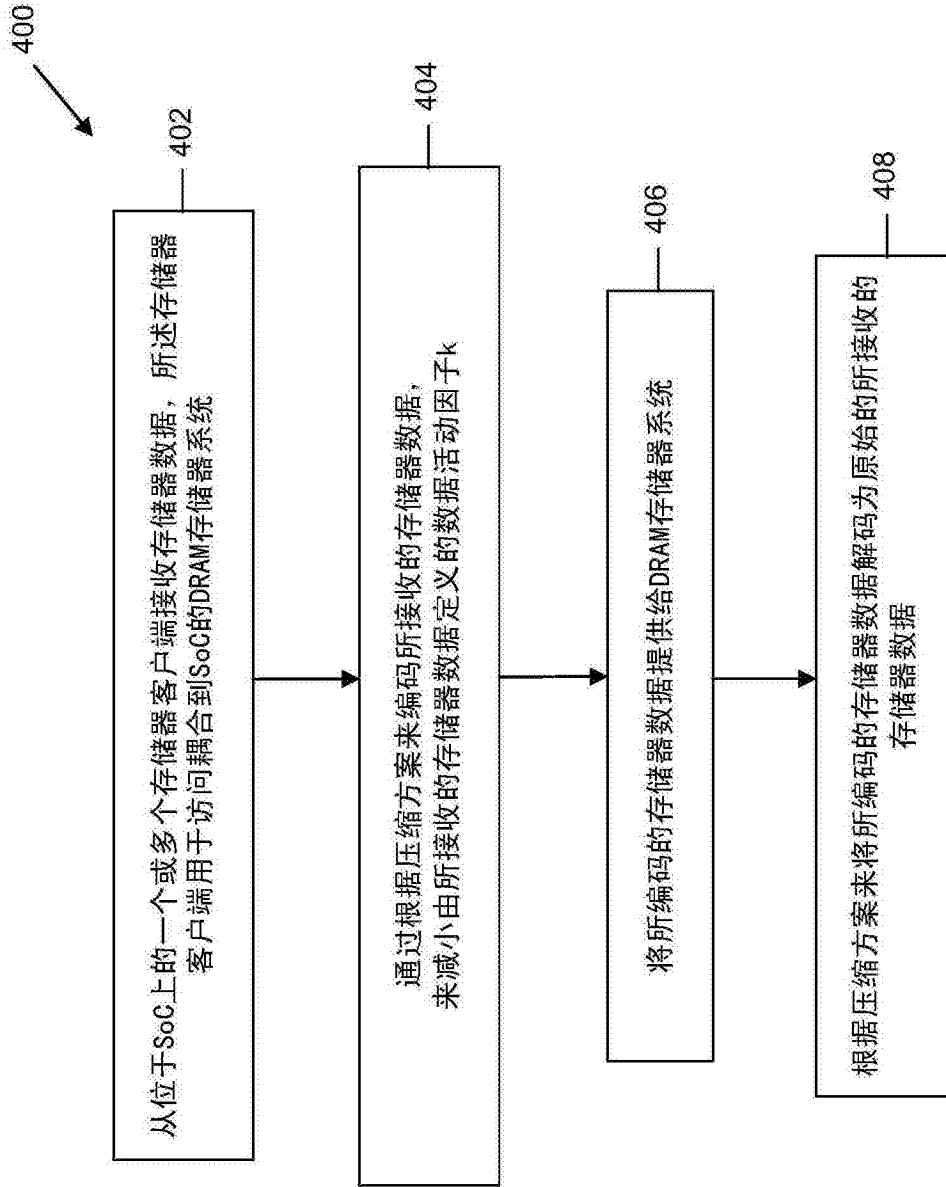 400
402
从位于SoC上的一个或多个存储器客户端接收存储器数据，所述存储器
客户端用于访问耦合到SoC的DRAM存储器系统
404
通过根据压缩方案来编码所接收的存储器数据，
来减小由所接收的存储器数据定义的数据活动因子k
406
将所编码的存储器数据提供给DRAM存储器系统
408
根据压缩方案来将所编码的存储器数据解码为原始的所接收的
存储器数据